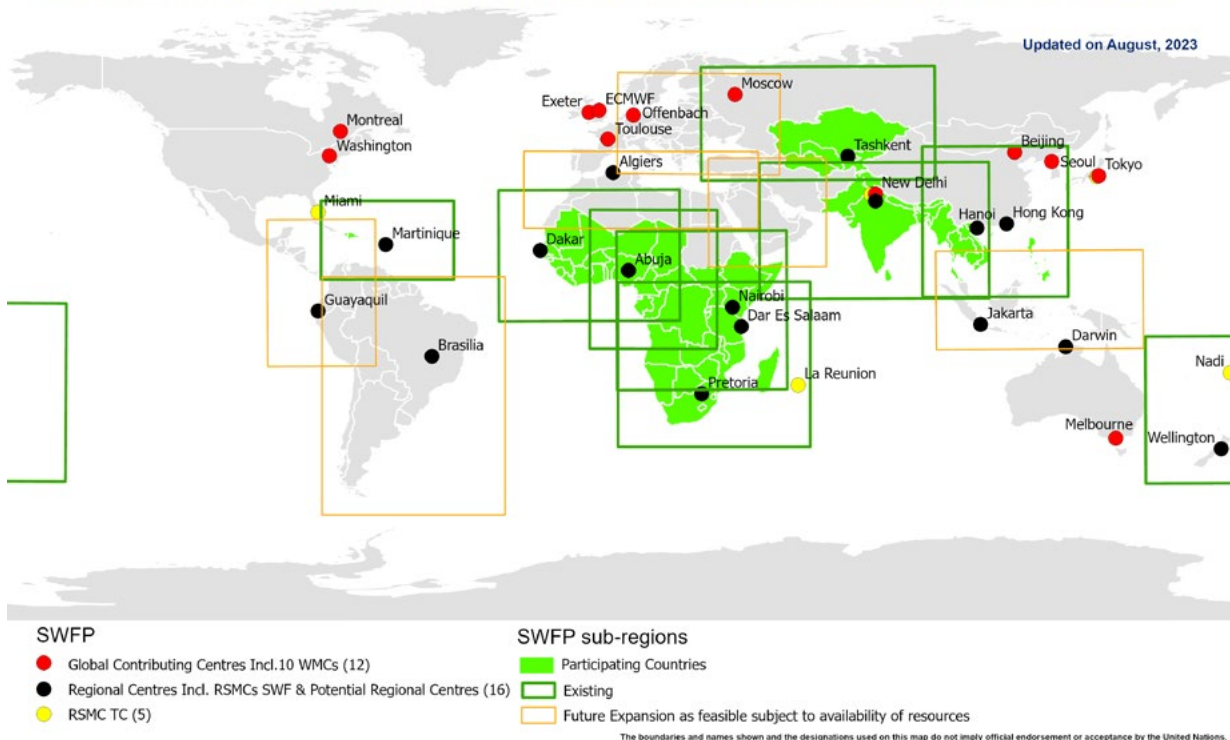 Updated on August, 2023
Moscow
Exeter
ECMWF
Offenbach
Montreal
Toulouse
Washington
Tashkent
Beijing
Seoul
Tokyo
Algiers
New Delhi
Miami
Martinique
Dakar
Hanoi
Hong Kong
Abuja
Guayaquil
Nairobi
Dar Es Salaam
Jakarta
Brasilia
Darwin
La Reunion
Nadi
Pretoria
Melbourne
Wellington
SWFP
Global Contributing Centres Incl.10 WMCs (12)
Regional Centres Incl. RSMCs SWF & Potential Regional Centres (16)
RSMC TC (5)
SWFP sub-regions
Participating Countries
Existing
Future Expansion as feasible subject to availability of resources
The boundaries and names shown and the designations used on this map do not imply official endorsement or acceptance by the United Nations.